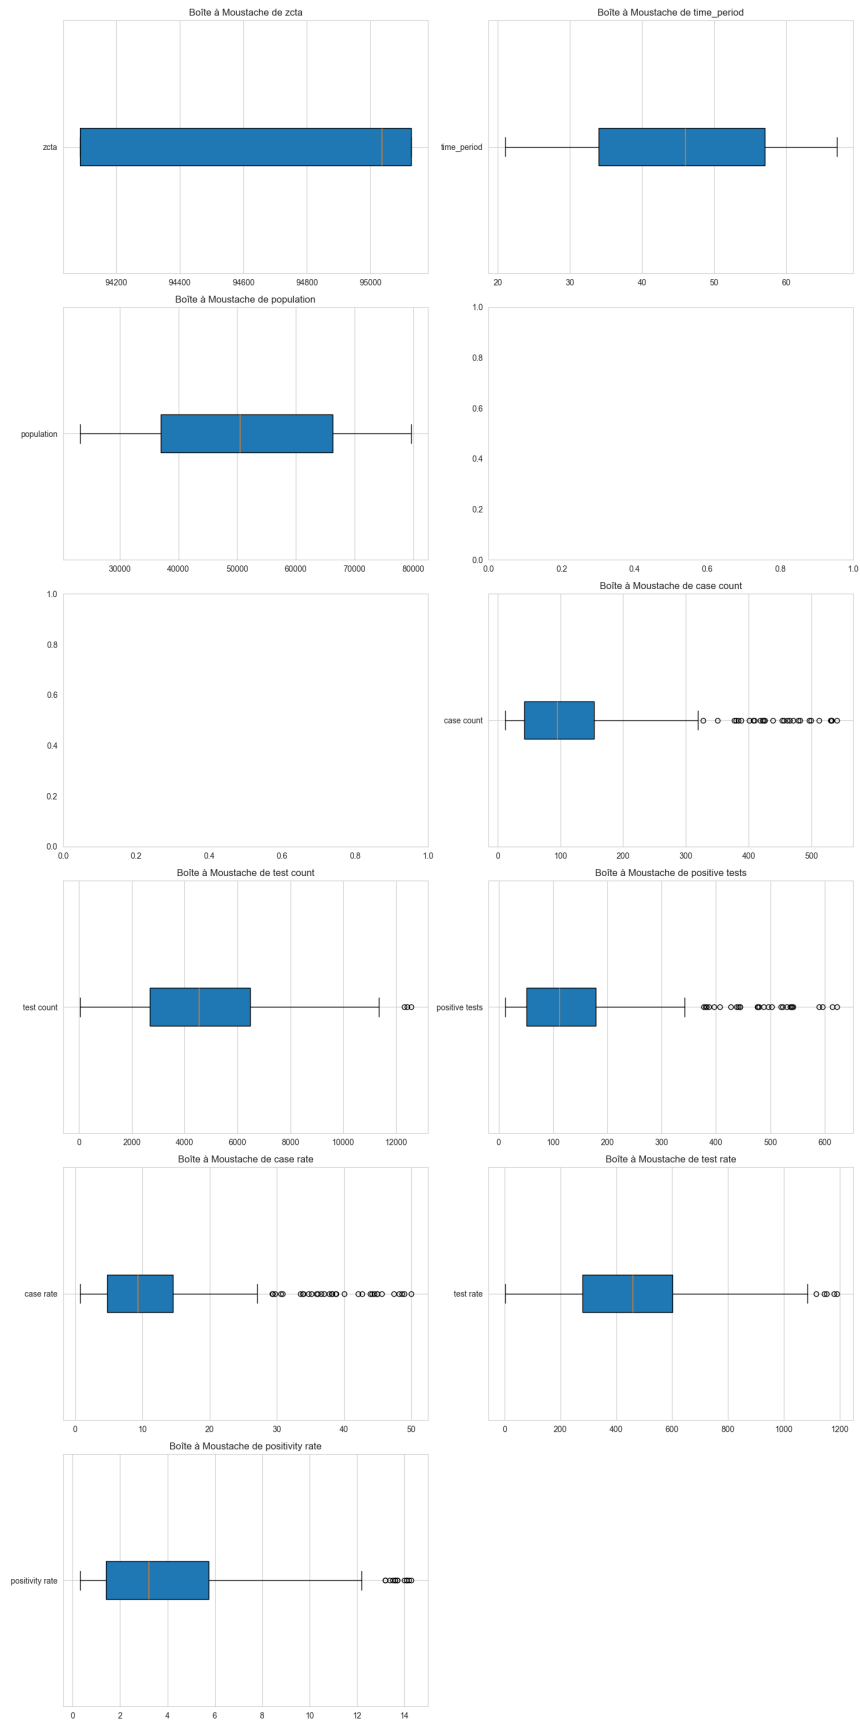 Boîte à Moustache de zcta
zcta
94200 94400 94600 94800 95000
Boîte à Moustache de time_period
time_period
20 30 40 50 60
Boîte à Moustache de population
population
30000 40000 50000 60000 70000 80000
1.0
0.8
0.6
0.4
0.2
0.0
0.0 0.2 0.4 0.6 0.8 1.0
1.0
0.8
0.6
0.4
0.2
0.0
0.0 0.2 0.4 0.6 0.8 1.0
Boîte à Moustache de case count
case count
0 100 200 300 400 500
Boîte à Moustache de test count
test count
0 2000 4000 6000 8000 10000 12000
Boîte à Moustache de positive tests
positive tests
0 100 200 300 400 500 600
Boîte à Moustache de case rate
case rate
0 10 20 30 40 50
Boîte à Moustache de test rate
test rate
0 200 400 600 800 1000 1200
Boîte à Moustache de positivity rate
positivity rate
0 2 4 6 8 10 12 14